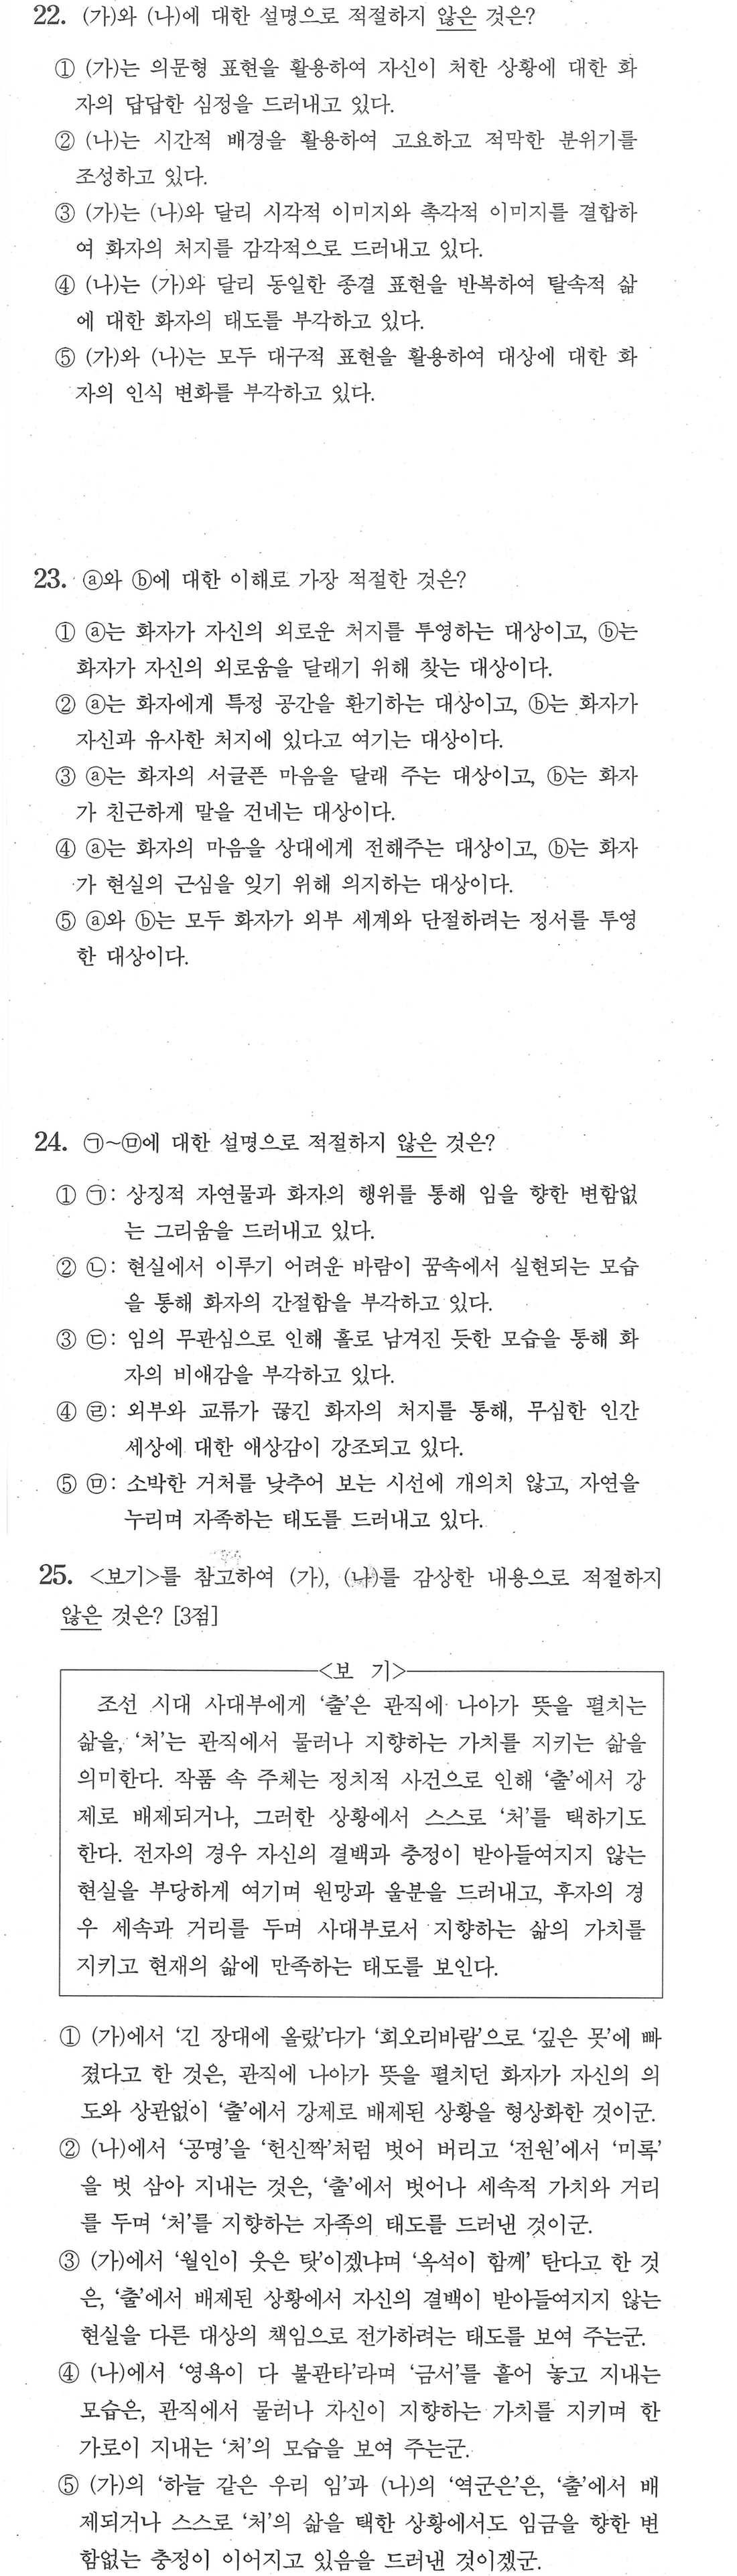 22. (가)와 (나)에 대한 설명으로 적절하지 않은 것은?
① (가)는 의문형 표현을 활용하여 자신이 처한 상황에 대한 화
자의 답답한 심정을 드러내고 있다.
② (나)는 시간적 배경을 활용하여 고요하고 적막한 분위기를
조성하고 있다.
③ (가)는 (나)와 달리 시각적 이미지와 촉각적 이미지를 결합하
여 화자의 처지를 감각적으로 드러내고 있다.
④ (나)는 (가)와 달리 동일한 종결 표현을 반복하여 탈속적 삶
에 대한 화자의 태도를 부각하고 있다.
⑤ (가)와 (나)는 모두 대구적 표현을 활용하여 대상에 대한 화
자의 인식 변화를 부각하고 있다.
23. ⓐ와 ⓑ에 대한 이해로 가장 적절한 것은?
① ⓐ는 화자가 자신의 외로운 처지를 투영하는 대상이고, ⓑ는
화자가 자신의 외로움을 달래기 위해 찾는 대상이다.
② ⓐ는 화자에게 특정 공간을 환기하는 대상이고, ⓑ는 화자가
자신과 유사한 처지에 있다고 여기는 대상이다.
③ ⓐ는 화자의 서글픈 마음을 달래 주는 대상이고, ⓑ는 화자
가 친근하게 말을 건네는 대상이다.
④ ⓐ는 화자의 마음을 상대에게 전해주는 대상이고, ⓑ는 화자
가 현실의 근심을 잊기 위해 의지하는 대상이다.
⑤ ⓐ와 ⓑ는 모두 화자가 외부 세계와 단절하려는 정서를 투영
한 대상이다.
24. ㉠~㉤에 대한 설명으로 적절하지 않은 것은?
① ㉠: 상징적 자연물과 화자의 행위를 통해 임을 향한 변함없
는 그리움을 드러내고 있다.
② ㉡: 현실에서 이루기 어려운 바람이 꿈속에서 실현되는 모습
을 통해 화자의 간절함을 부각하고 있다.
③ ㉢: 임의 무관심으로 인해 홀로 남겨진 듯한 모습을 통해 화
자의 비애감을 부각하고 있다.
④ ㉣: 외부와 교류가 끊긴 화자의 처지를 통해, 무심한 인간
세상에 대한 애상감이 강조되고 있다.
⑤ ㉤: 소박한 거처를 낮추어 보는 시선에 개의치 않고, 자연을
누리며 자족하는 태도를 드러내고 있다.
25. <보기>를 참고하여 (가), (나)를 감상한 내용으로 적절하지
않은 것은? [3점]
<보 기>
조선 시대 사대부에게 ‘출’은 관직에 나아가 뜻을 펼치는
삶을, ‘처’는 관직에서 물러나 지향하는 가치를 지키는 삶을
의미한다. 작품 속 주체는 정치적 사건으로 인해 ‘출’에서 강
제로 배제되거나, 그러한 상황에서 스스로 ‘처’를 택하기도
한다. 전자의 경우 자신의 결백과 충정이 받아들여지지 않는
현실을 부당하게 여기며 원망과 울분을 드러내고, 후자의 경
우 세속과 거리를 두며 사대부로서 지향하는 삶의 가치를
지키고 현재의 삶에 만족하는 태도를 보인다.
① (가)에서 ‘긴 장대에 올랐’다가 ‘회오리바람’으로 ‘깊은 못’에 빠
졌다고 한 것은, 관직에 나아가 뜻을 펼치던 화자가 자신의 의
도와 상관없이 ‘출’에서 강제로 배제된 상황을 형상화한 것이군.
② (나)에서 ‘공명’을 ‘헌신짝’처럼 벗어 버리고 ‘전원’에서 ‘미록’
을 벗 삼아 지내는 것은, ‘출’에서 벗어나 세속적 가치와 거리
를 두며 ‘처’를 지향하는 자족의 태도를 드러낸 것이군.
③ (가)에서 ‘월인이 웃은 탓’이겠냐며 ‘옥석이 함께’ 탄다고 한 것
은, ‘출’에서 배제된 상황에서 자신의 결백이 받아들여지지 않는
현실을 다른 대상의 책임으로 전가하려는 태도를 보여 주는군.
④ (나)에서 ‘영욕이 다 불관타’라며 ‘금서’를 흩어 놓고 지내는
모습은, 관직에서 물러나 자신이 지향하는 가치를 지키며 한
가로이 지내는 ‘처’의 모습을 보여 주는군.
⑤ (가)의 ‘하늘 같은 우리 임’과 (나)의 ‘역군은’은, ‘출’에서 배
제되거나 스스로 ‘처’의 삶을 택한 상황에서도 임금을 향한 변
함없는 충정이 이어지고 있음을 드러낸 것이겠군.